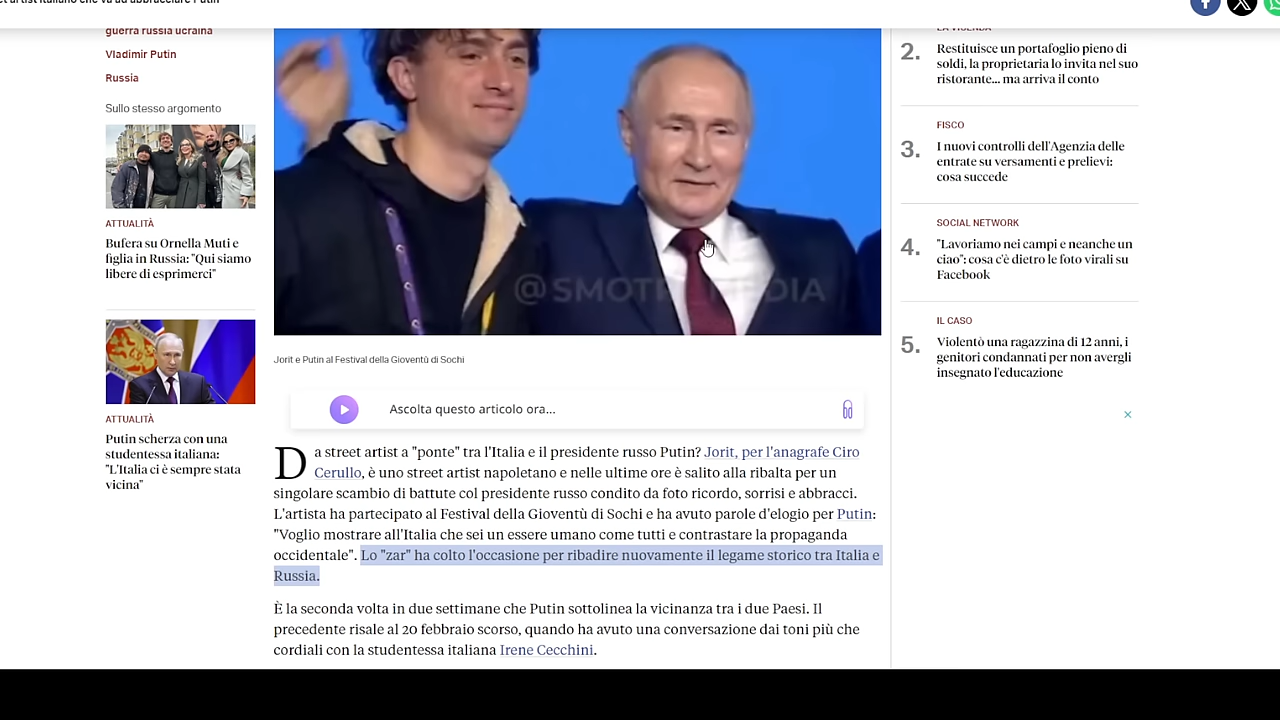 guerra russia ucraina
Vladimir Putin
Russia
Sullo stesso argomento
ATTUALITÀ
Bufera su Ornella Muti e
figlia in Russia: "Qui siamo
libere di esprimerci"
ATTUALITÀ
Putin scherza con una
studentessa italiana:
"L'Italia ci è sempre stata
vicina"
Jorit e Putin al Festival della Gioventù di Sochi
Ascolta questo articolo ora...
Da street artist a "ponte" tra l'Italia e il presidente russo Putin? Jorit, per l'anagrafe Ciro
Cerullo, è uno street artist napoletano e nelle ultime ore è salito alla ribalta per un
singolare scambio di battute col presidente russo condito da foto ricordo, sorrisi e abbracci.
L'artista ha partecipato al Festival della Gioventù di Sochi e ha avuto parole d'elogio per Putin:
"Voglio mostrare all'Italia che sei un essere umano come tutti e contrastare la propaganda
occidentale". Lo "zar" ha colto l'occasione per ribadire nuovamente il legame storico tra Italia e
Russia.
È la seconda volta in due settimane che Putin sottolinea la vicinanza tra i due Paesi. Il
precedente risale al 20 febbraio scorso, quando ha avuto una conversazione dai toni più che
cordiali con la studentessa italiana Irene Cecchini.
2.
Restituisce un portafoglio pieno di
soldi, la proprietaria lo invita nel suo
ristorante... ma arriva il conto
FISCO
3.
I nuovi controlli dell'Agenzia delle
entrate su versamenti e prelievi:
cosa succede
SOCIAL NETWORK
4.
"Lavoriamo nei campi e neanche un
ciao": cosa c'è dietro le foto virali su
Facebook
IL CASO
5.
Violentò una ragazzina di 12 anni, i
genitori condannati per non avergli
insegnato l'educazione